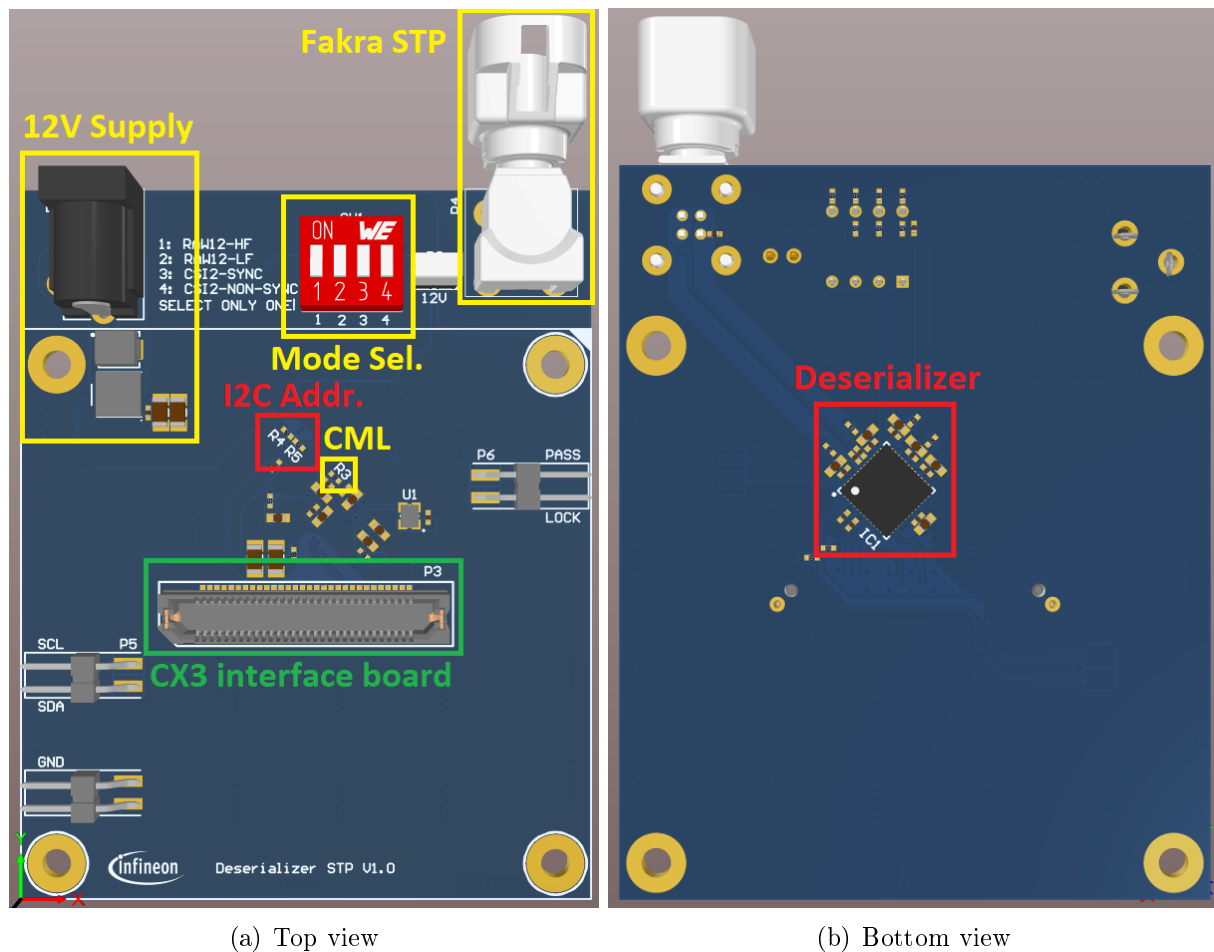 Fakra STP
12V Supply
P4
SW1
ON WE
1 2 3 4
1 2 3 4
1: RAW12-HF
2: RAW12-LF
3: CSI2-SYNC
4: CSI2-NON-SYNC
SELECT ONLY ONE!
12V
Mode Sel.
I2C Addr.
R4
R5
CML
R3
P6
PASS
LOCK
U1
P3
CX3 interface board
SCL
P5
SDA
GND
Y
X
infineon
Deserializer STP V1.0
(a) Top view
Deserializer
IC1
(b) Bottom view